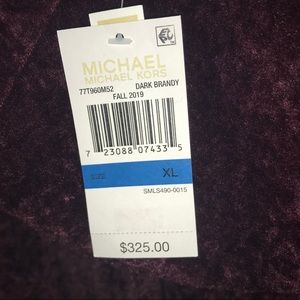 MICHAEL
MICHAEL KORS
77T960M52 DARK BRANDY
FALL 2019
7 23088 07433 5
SIZE XL
SMLS490-0015
$325.00